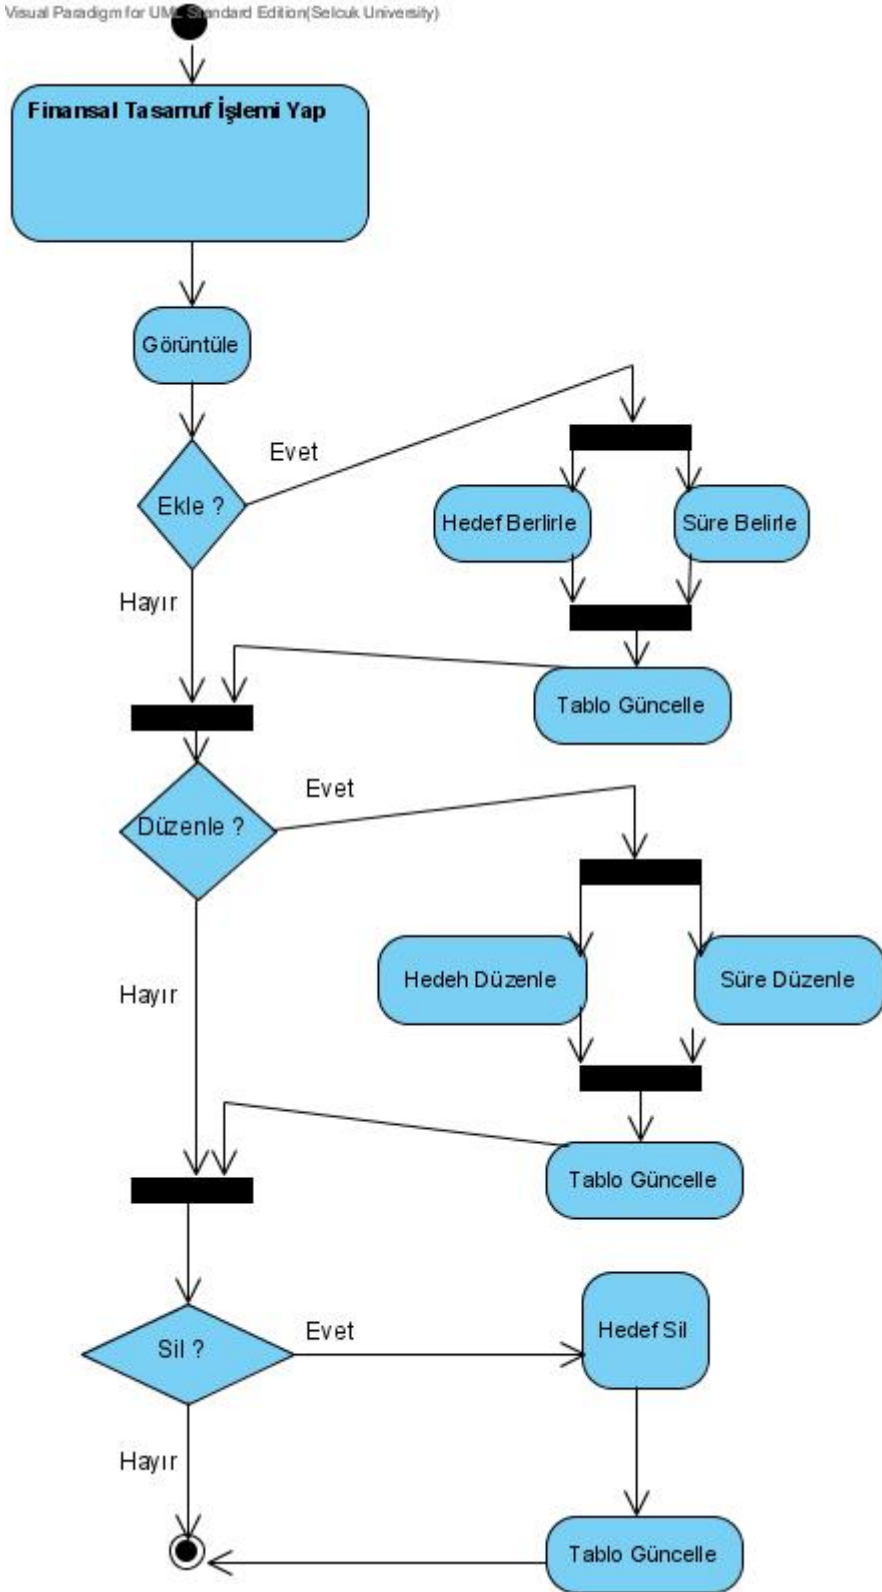 Visual Paradigm for UML Standard Edition(Selcuk University)
Finansal Tasarruf İşlemi Yap
Görüntüle
Evet
Ekle ?
Hedef Berlirle
Süre Belirle
Hayır
Tablo Güncelle
Evet
Düzenle ?
Hedeh Düzenle
Süre Düzenle
Hayır
Tablo Güncelle
Evet
Hedef Sil
Sil ?
Hayır
Tablo Güncelle